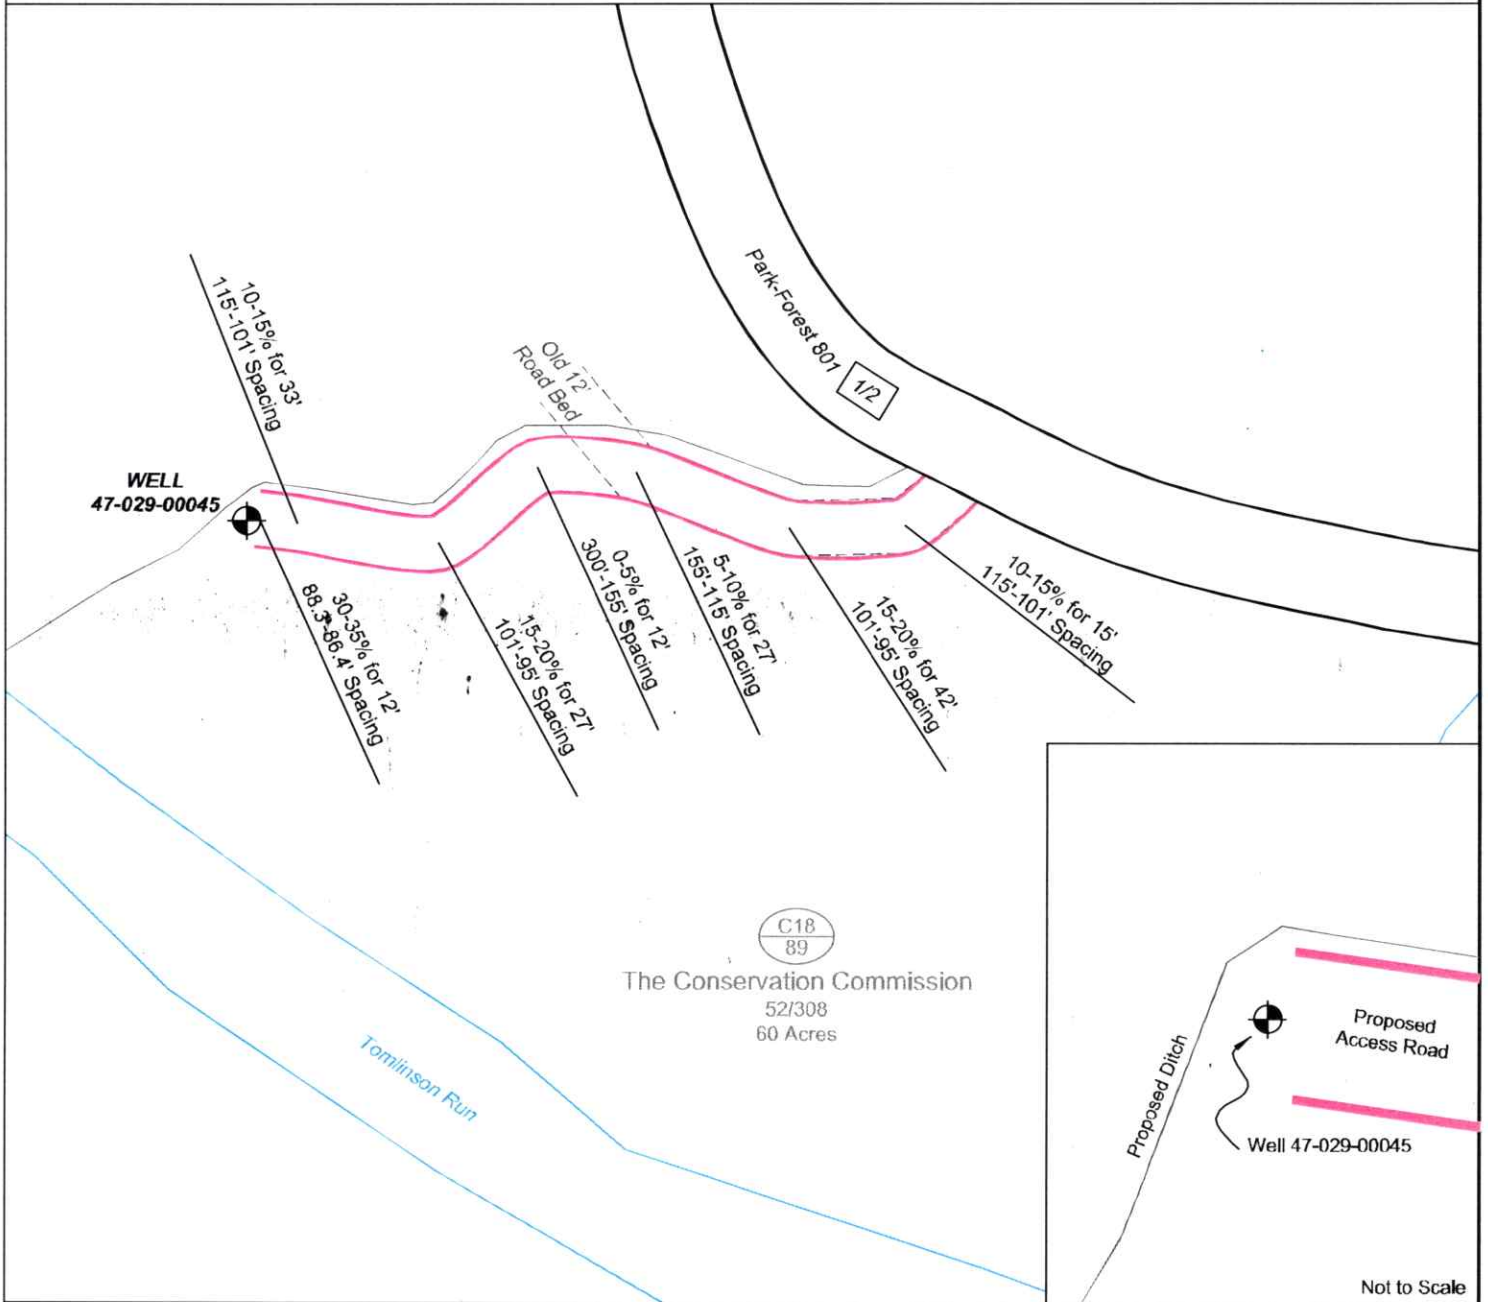 Park-Forest 801
1/2
10-15% for 33'
115'-101' Spacing
Old 12'
Road Bed
WELL
47-029-00045
30-35% for 12'
88.3'-86.4' Spacing
15-20% for 27'
101'-95' Spacing
0-5% for 12'
300'-155' Spacing
5-10% for 27'
155'-115' Spacing
15-20% for 42'
101'-95' Spacing
10-15% for 15'
115'-101' Spacing
C18
89
The Conservation Commission
52/308
60 Acres
Tomlinson Run
Proposed
Access Road
Proposed Ditch
Well 47-029-00045
Not to Scale